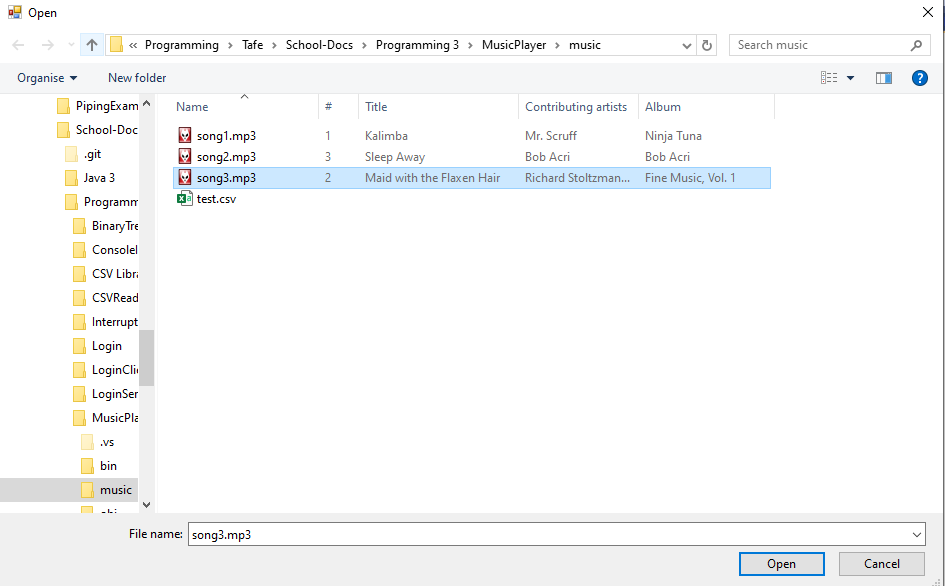 Open
« Programming › Tafe › School-Docs › Programming 3 › MusicPlayer › music
Search music
Organise New folder
?
Name # Title Contributing artists Album
song1.mp3 1 Kalimba Mr. Scruff Ninja Tuna
song2.mp3 3 Sleep Away Bob Acri Bob Acri
song3.mp3 2 Maid with the Flaxen Hair Richard Stoltzman... Fine Music, Vol. 1
test.csv
PipingExam
School-Doc
.git
Java 3
Programm
BinaryTre
Consolel
CSV Libra
CSVRead
Interrupt
Login
LoginClie
LoginSer
MusicPla
.vs
bin
music
File name: song3.mp3
Open Cancel